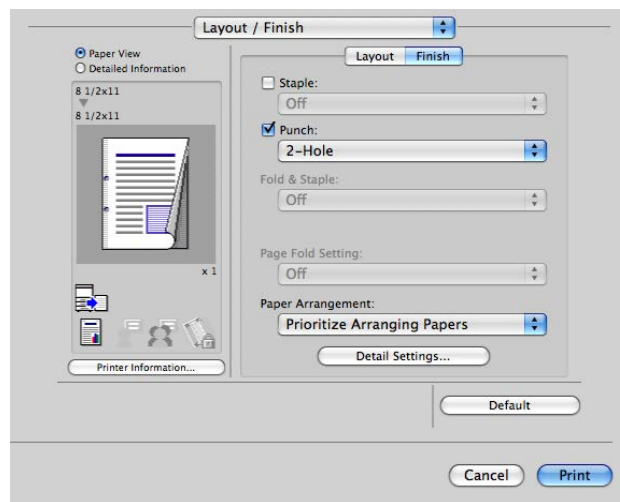 Layout / Finish
Paper View
Detailed Information
8 1/2x11
8 1/2x11
x 1
Printer Information...
Layout Finish
Staple:
Off
Punch:
2-Hole
Fold & Staple:
Off
Page Fold Setting:
Off
Paper Arrangement:
Prioritize Arranging Papers
Detail Settings...
Default
Cancel Print